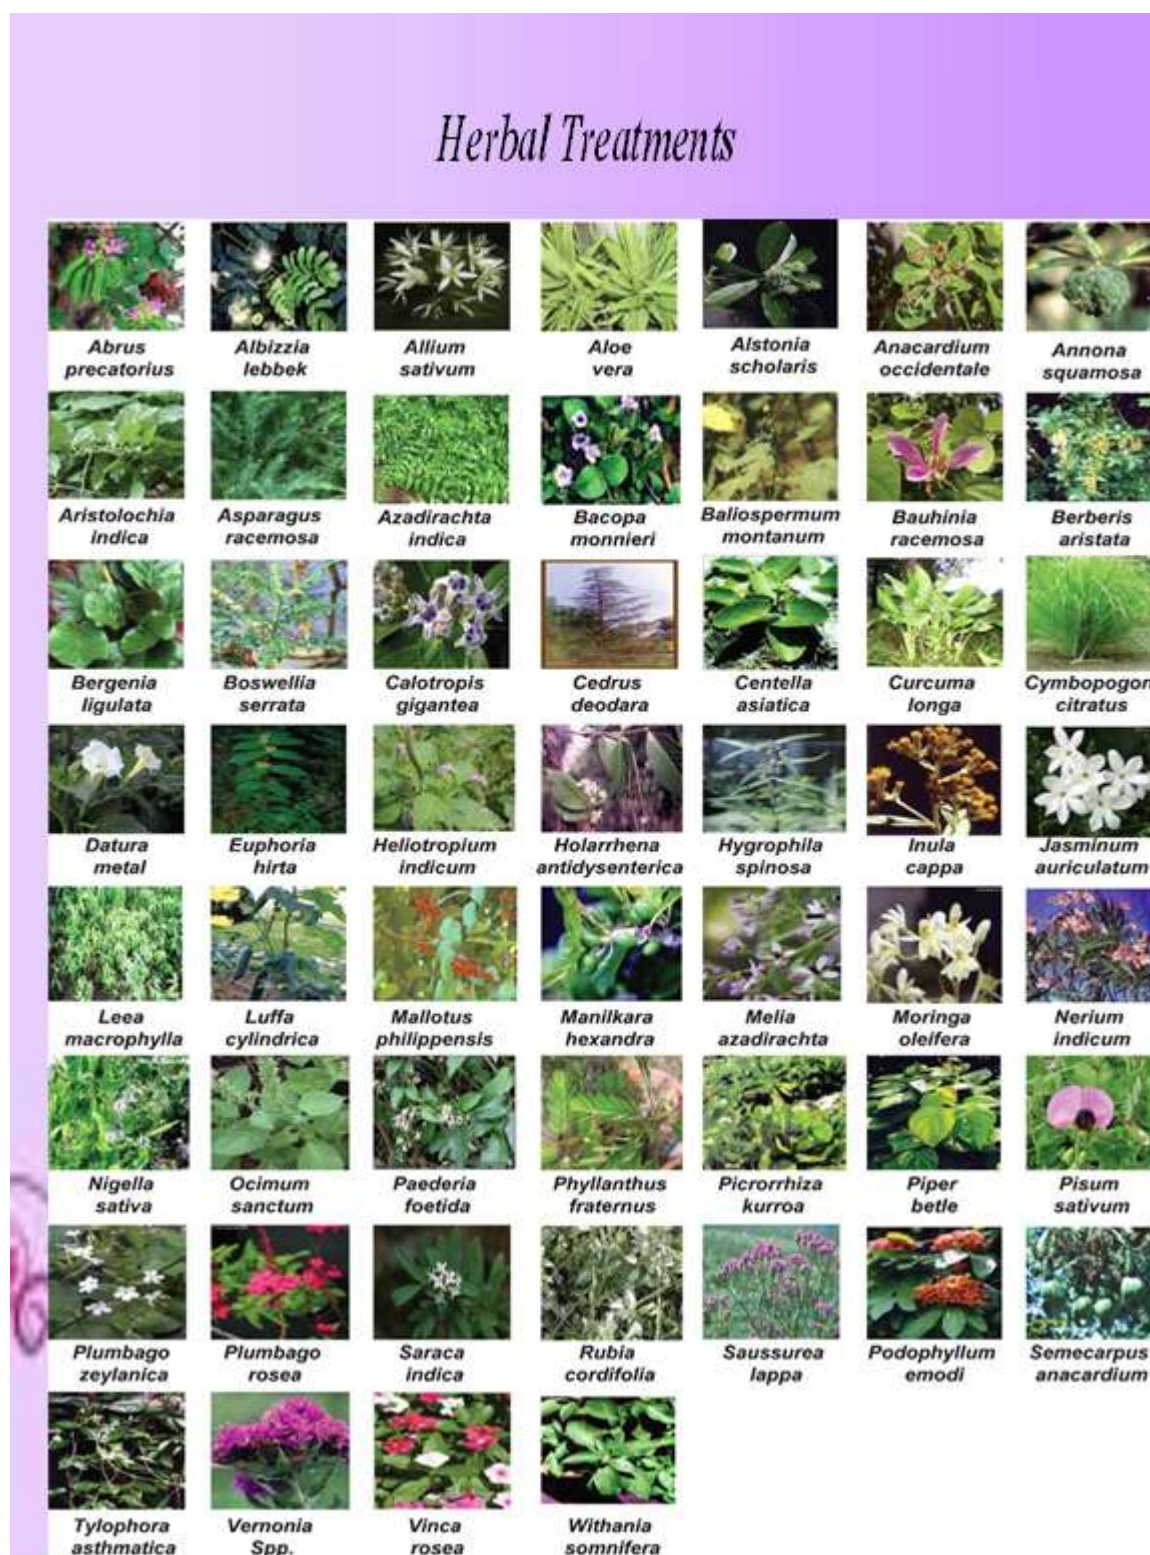 Herbal Treatments
Abrus
precatorius
Albizzia
lebbek
Allium
sativum
Aloe
vera
Alstonia
scholaris
Anacardium
occidentale
Annona
squamosa
Aristolochia
indica
Asparagus
racemosa
Azadirachta
indica
Bacopa
monnieri
Baliospermum
montanum
Bauhinia
racemosa
Berberis
aristata
Bergenia
ligulata
Boswellia
serrata
Calotropis
gigantea
Cedrus
deodara
Centella
asiatica
Curcuma
longa
Cymbopogon
citratus
Datura
metal
Euphoria
hirta
Heliotropium
indicum
Holarrhena
antidysenterica
Hygrophila
spinosa
Inula
cappa
Jasminum
auriculatum
Leea
macrophylla
Luffa
cylindrica
Mallotus
philippensis
Manilkara
hexandra
Melia
azadirachta
Moringa
oleifera
Nerium
indicum
Nigella
sativa
Ocimum
sanctum
Paederia
foetida
Phyllanthus
fraternus
Picrorrhiza
kurroa
Piper
betle
Pisum
sativum
Plumbago
zeylanica
Plumbago
rosea
Saraca
indica
Rubia
cordifolia
Saussurea
lappa
Podophyllum
emodi
Semecarpus
anacardium
Tylophora
asthmatica
Vernonia
Spp.
Vinca
rosea
Withania
somnifera